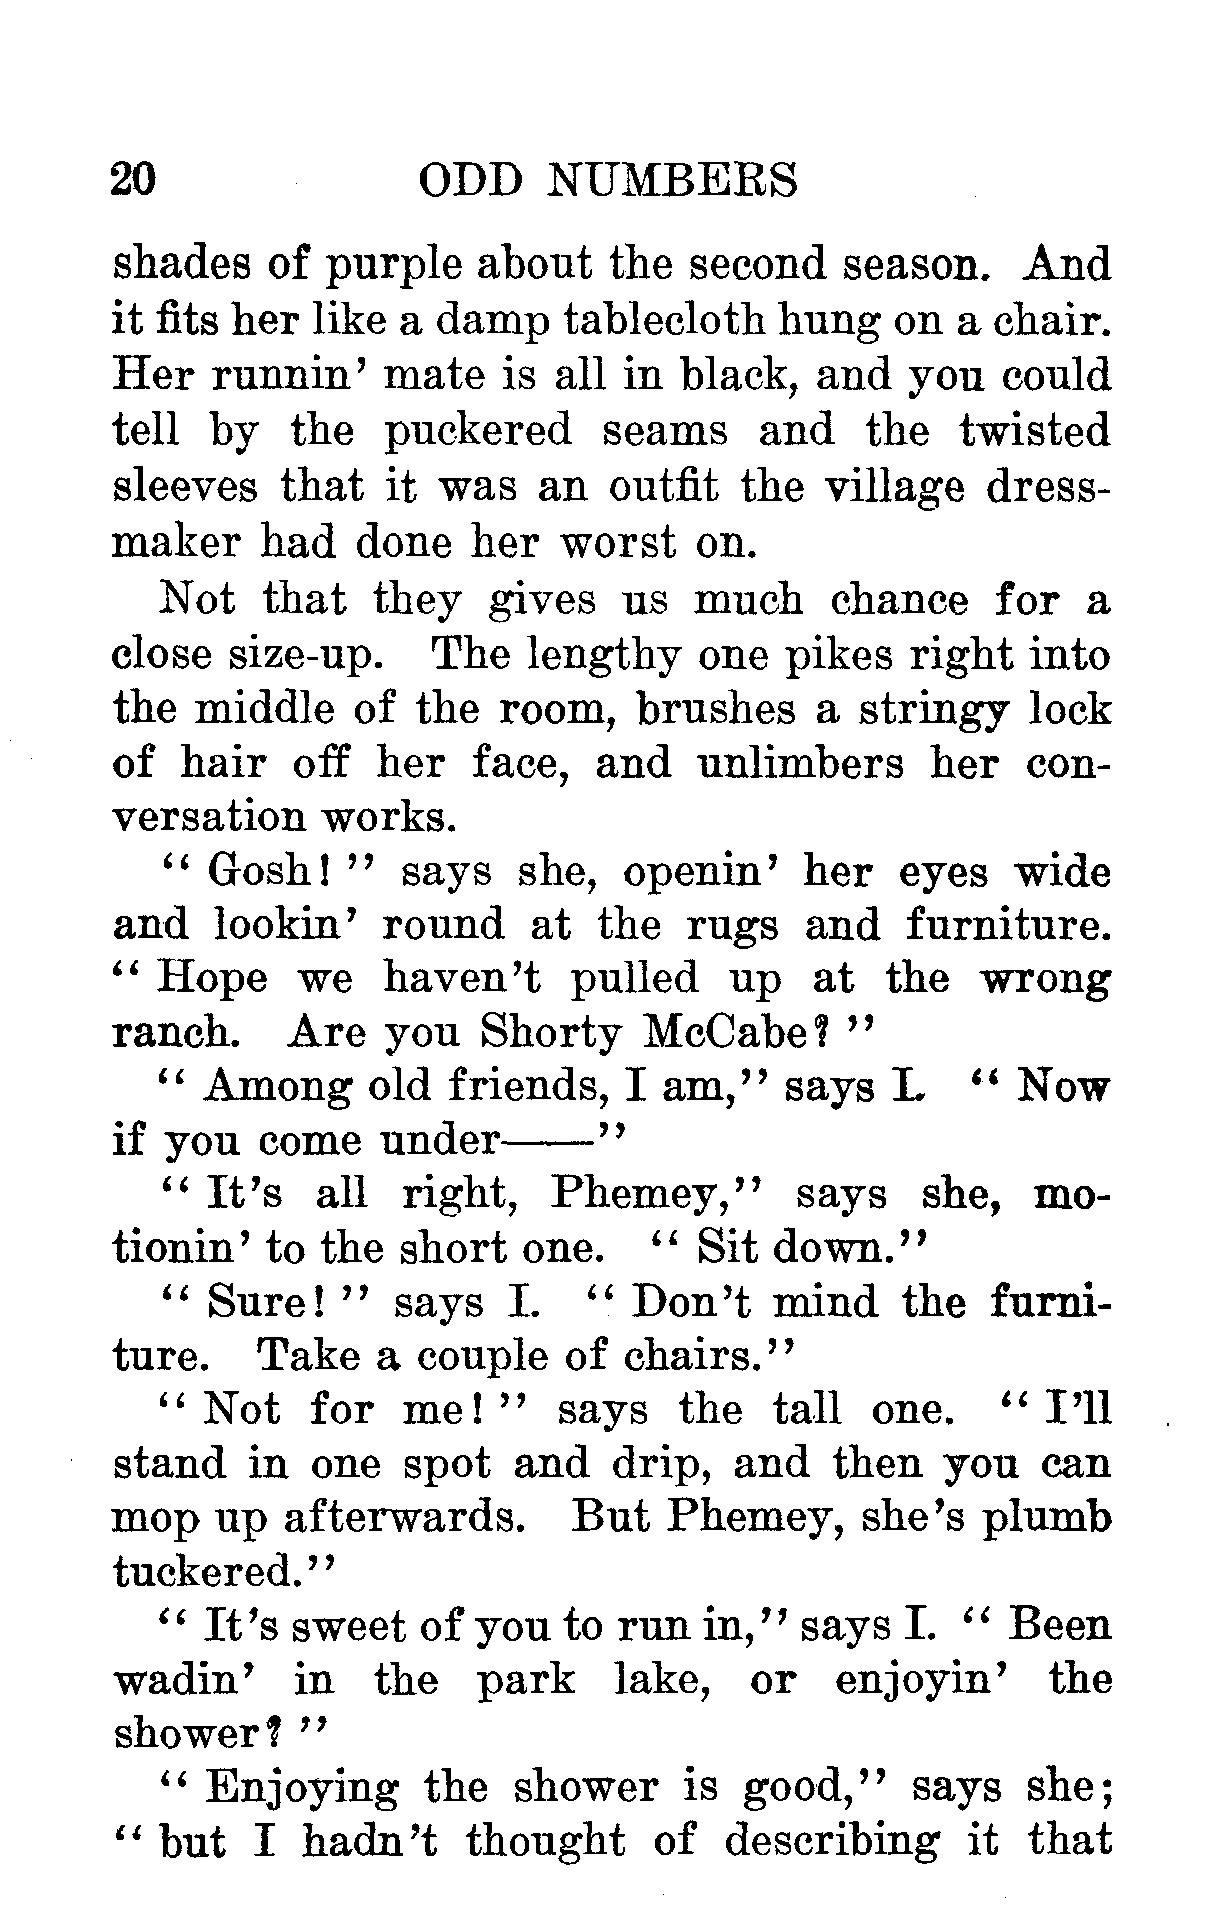 20 ODD NUMBERS
shades of purple about the second season. And
it fits her like a damp tablecloth hung on a chair.
Her runnin' mate is all in black, and you could
tell by the puckered seams and the twisted
sleeves that it was an outfit the village dress-
maker had done her worst on.
Not that they gives us much chance for a
close size-up. The lengthy one pikes right into
the middle of the room, brushes a stringy lock
of hair off her face, and unlimbers her con-
versation works.
" Gosh! " says she, openin' her eyes wide
and lookin' round at the rugs and furniture.
" Hope we haven't pulled up at the wrong
ranch. Are you Shorty McCabe? "
" Among old friends, I am," says I. " Now
if you come under——"
" It's all right, Phemey," says she, mo-
tionin' to the short one. " Sit down."
" Sure! " says I. " Don't mind the furni-
ture. Take a couple of chairs."
" Not for me! " says the tall one. " I'll
stand in one spot and drip, and then you can
mop up afterwards. But Phemey, she's plumb
tuckered."
" It's sweet of you to run in," says I. " Been
wadin' in the park lake, or enjoyin' the
shower? "
" Enjoying the shower is good," says she;
" but I hadn't thought of describing it that